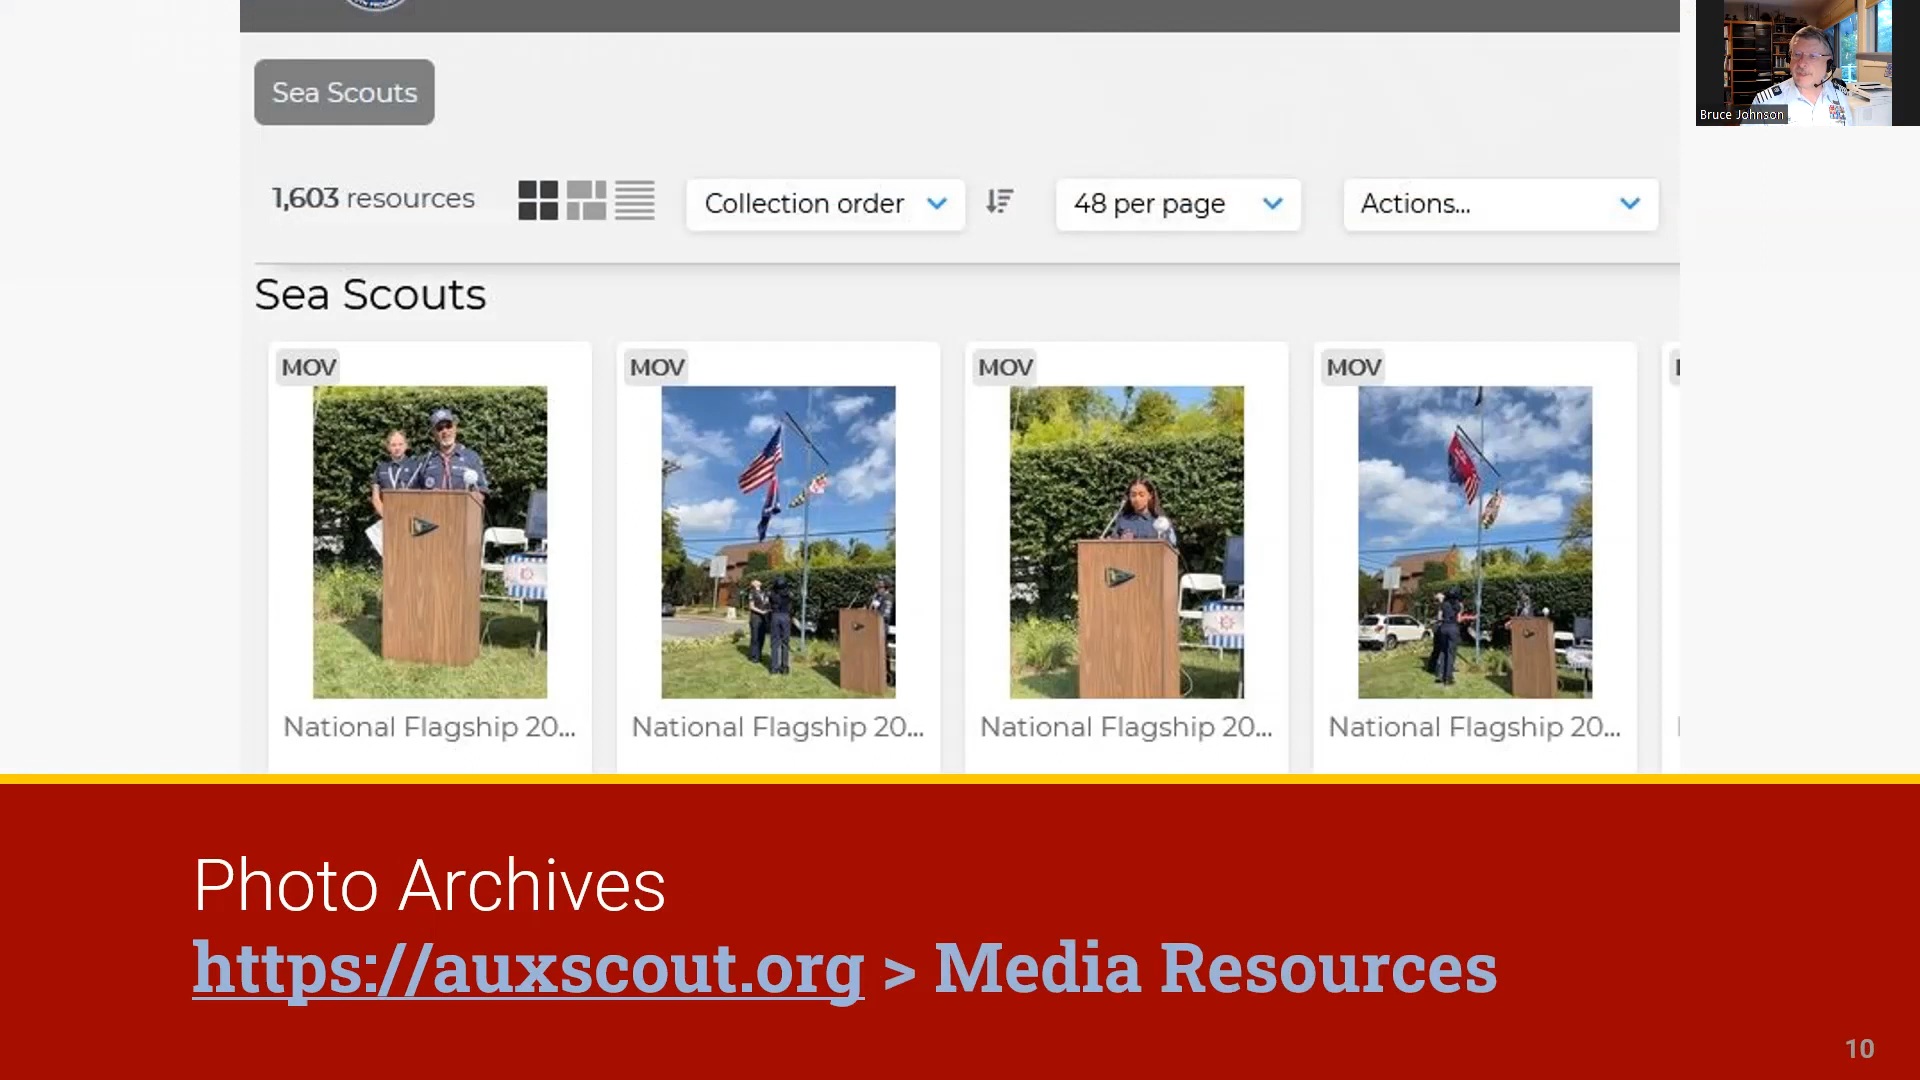 Sea Scouts
Bruce Johnson
1,603 resources
Collection order
48 per page
Actions...
Sea Scouts
MOV
MOV
MOV
MOV
National Flagship 20...
National Flagship 20...
National Flagship 20...
National Flagship 20...
Photo Archives
https://auxscout.org > Media Resources
10